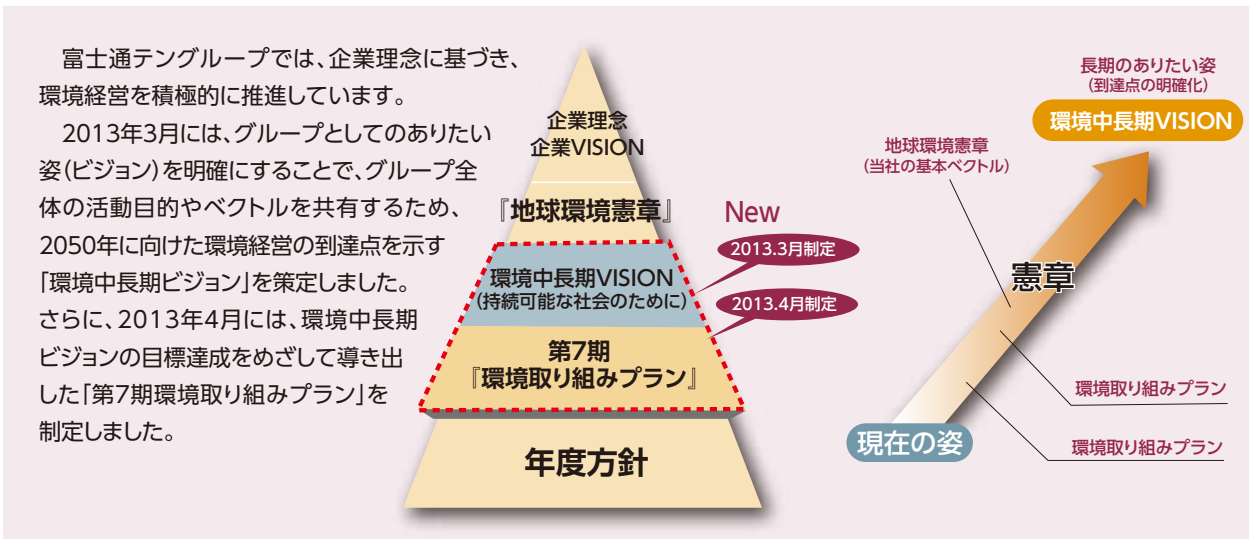 富士通テングループでは、企業理念に基づき、
環境経営を積極的に推進しています。
2013年3月には、グループとしてのありたい
姿(ビジョン)を明確にすることで、グループ全
体の活動目的やベクトルを共有するため、
2050年に向けた環境経営の到達点を示す
「環境中長期ビジョン」を策定しました。
さらに、2013年4月には、環境中長期
ビジョンの目標達成をめざして導き出
した「第7期環境取り組みプラン」を
制定しました。
企業理念
企業VISION
『地球環境憲章』
環境中長期VISION
(持続可能な社会のために)
第7期
『環境取り組みプラン』
年度方針
New
2013.3月制定
2013.4月制定
長期のありたい姿
(到達点の明確化)
環境中長期VISION
地球環境憲章
(当社の基本ベクトル)
憲章
環境取り組みプラン
環境取り組みプラン
現在の姿